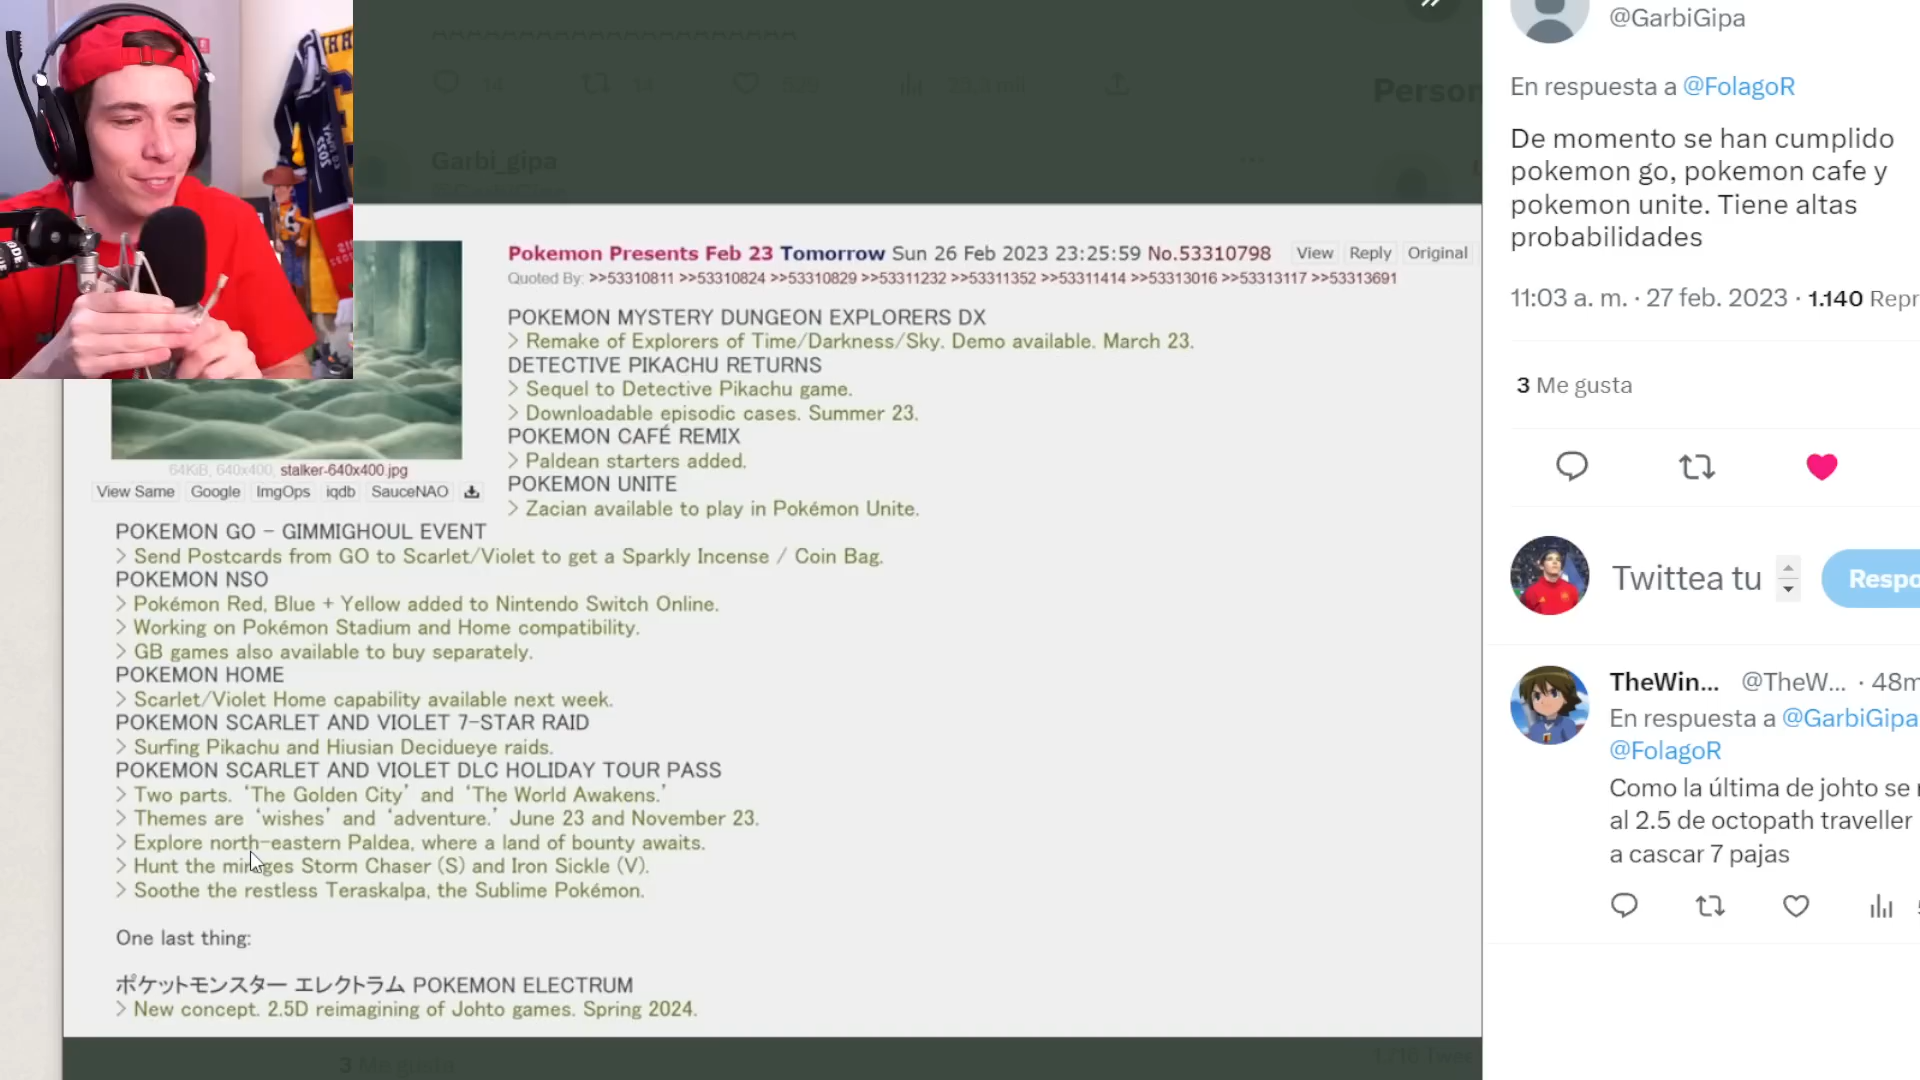 @GarbiGipa
En respuesta a @FolagoR
De momento se han cumplido
pokemon go, pokemon cafe y
pokemon unite. Tiene altas
probabilidades
11:03 a. m. · 27 feb. 2023 · 1.140 Repr
3 Me gusta
Twittea tu
Respo
TheWin... @TheW... · 48m
En respuesta a @GarbiGipa
@FolagoR
Como la última de johto se
al 2.5 de octopath traveller
a cascar 7 pajas
Person
Garbi_gipa
Pokemon Presents Feb 23 Tomorrow Sun 26 Feb 2023 23:25:59 No.53310798 View Reply Original
Quoted By: >>53310811 >>53310824 >>53310829 >>53311232 >>53311352 >>53311414 >>53313016 >>53313117 >>53313691
POKEMON MYSTERY DUNGEON EXPLORERS DX
> Remake of Explorers of Time/Darkness/Sky. Demo available. March 23.
DETECTIVE PIKACHU RETURNS
> Sequel to Detective Pikachu game.
> Downloadable episodic cases. Summer 23.
POKEMON CAFÉ REMIX
> Paldean starters added.
POKEMON UNITE
> Zacian available to play in Pokémon Unite.
64KiB, 640x400, stalker-640x400.jpg
View Same Google ImgOps iqdb SauceNAO
POKEMON GO – GIMMIGHOUL EVENT
> Send Postcards from GO to Scarlet/Violet to get a Sparkly Incense / Coin Bag.
POKEMON NSO
> Pokémon Red, Blue + Yellow added to Nintendo Switch Online.
> Working on Pokémon Stadium and Home compatibility.
> GB games also available to buy separately.
POKEMON HOME
> Scarlet/Violet Home capability available next week.
POKEMON SCARLET AND VIOLET 7-STAR RAID
> Surfing Pikachu and Hiusian Decidueye raids.
POKEMON SCARLET AND VIOLET DLC HOLIDAY TOUR PASS
> Two parts. ‘The Golden City’ and ‘The World Awakens.’
> Themes are ‘wishes’ and ‘adventure.’ June 23 and November 23.
> Explore north-eastern Paldea, where a land of bounty awaits.
> Hunt the mirages Storm Chaser (S) and Iron Sickle (V).
> Soothe the restless Teraskalpa, the Sublime Pokémon.
One last thing:
ポケットモンスター エレクトラム POKEMON ELECTRUM
> New concept. 2.5D reimagining of Johto games. Spring 2024.
3 Me gusta